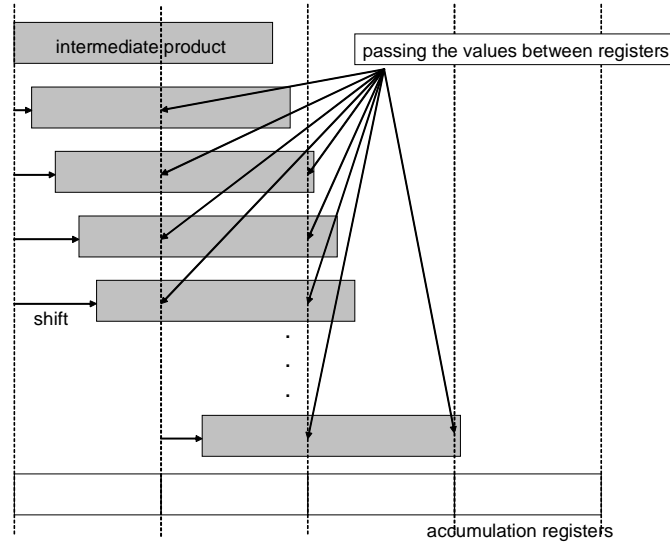 intermediate product
passing the values between registers
shift
.
.
.
accumulation registers